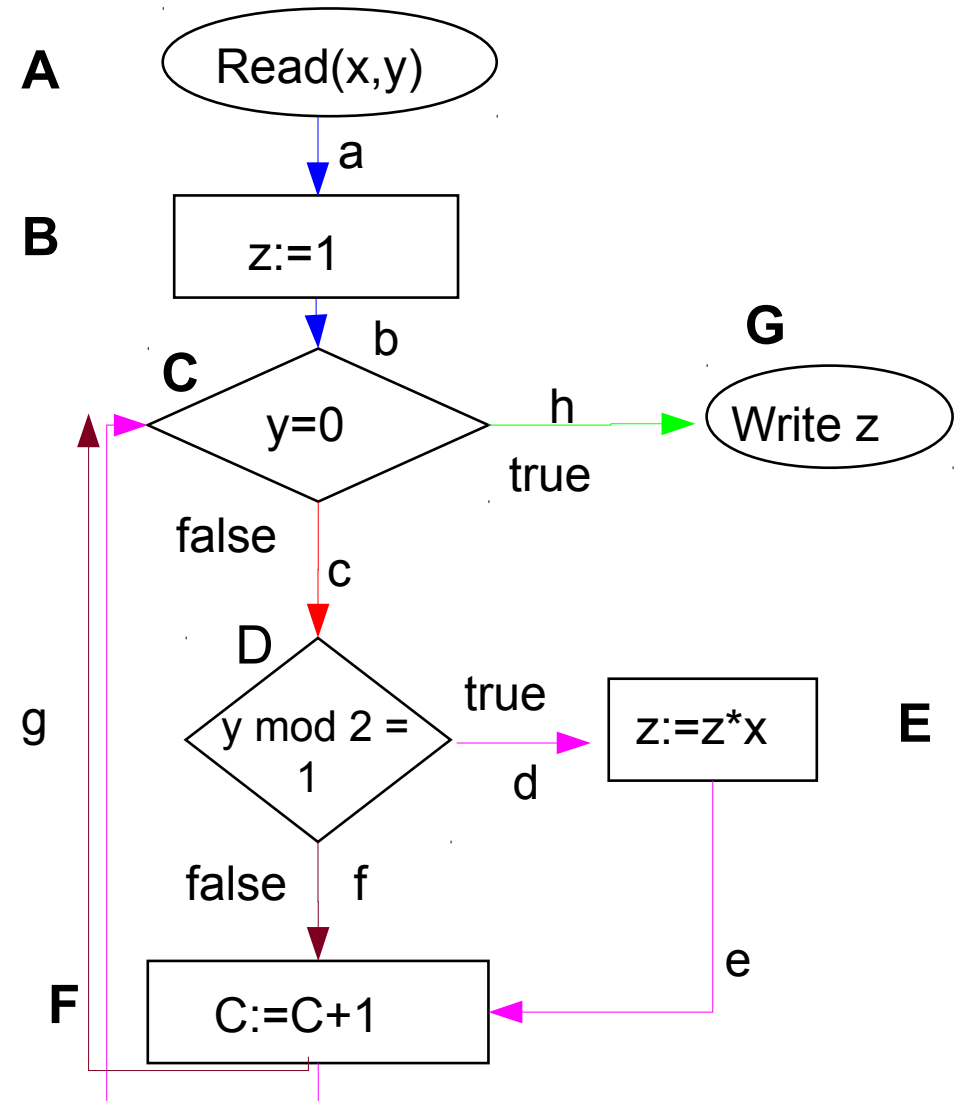 A
Read(x,y)
a
B
z:=1
b
G
C
y=0
h
Write z
true
false
c
D
true
g
y mod 2 =
1
z:=z*x
E
d
false
f
e
F
C:=C+1